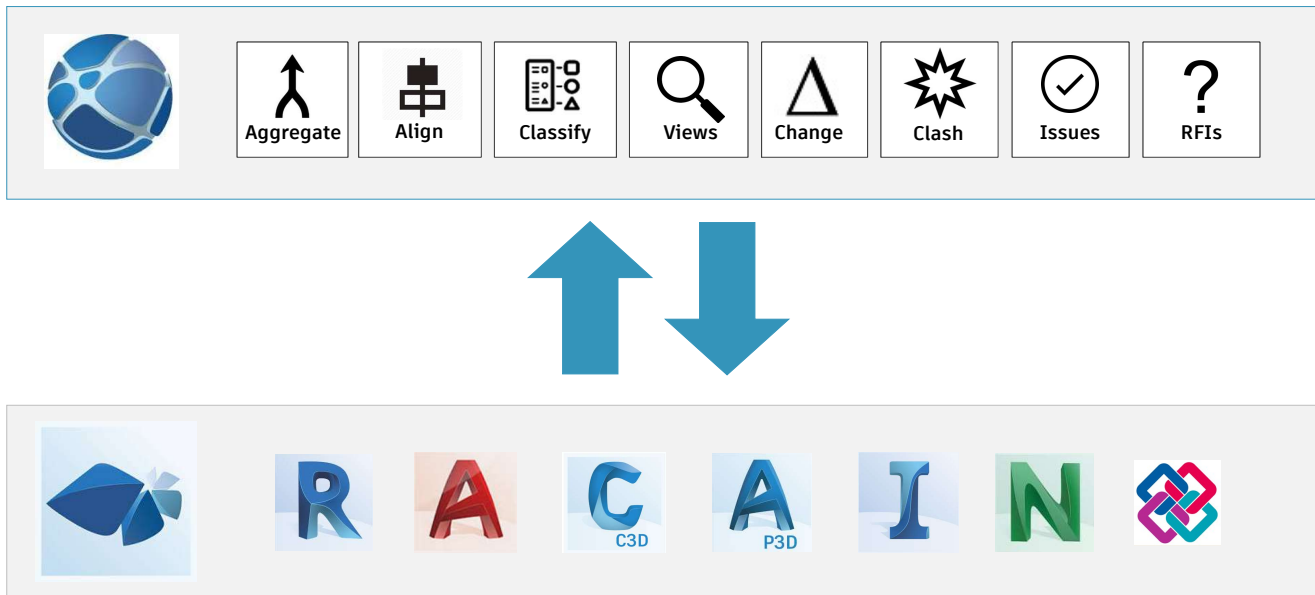 Aggregate
Align
Classify
Views
Change
Clash
?
Issues
RFIs
R
A
C
C3D
A
P3D
I
N